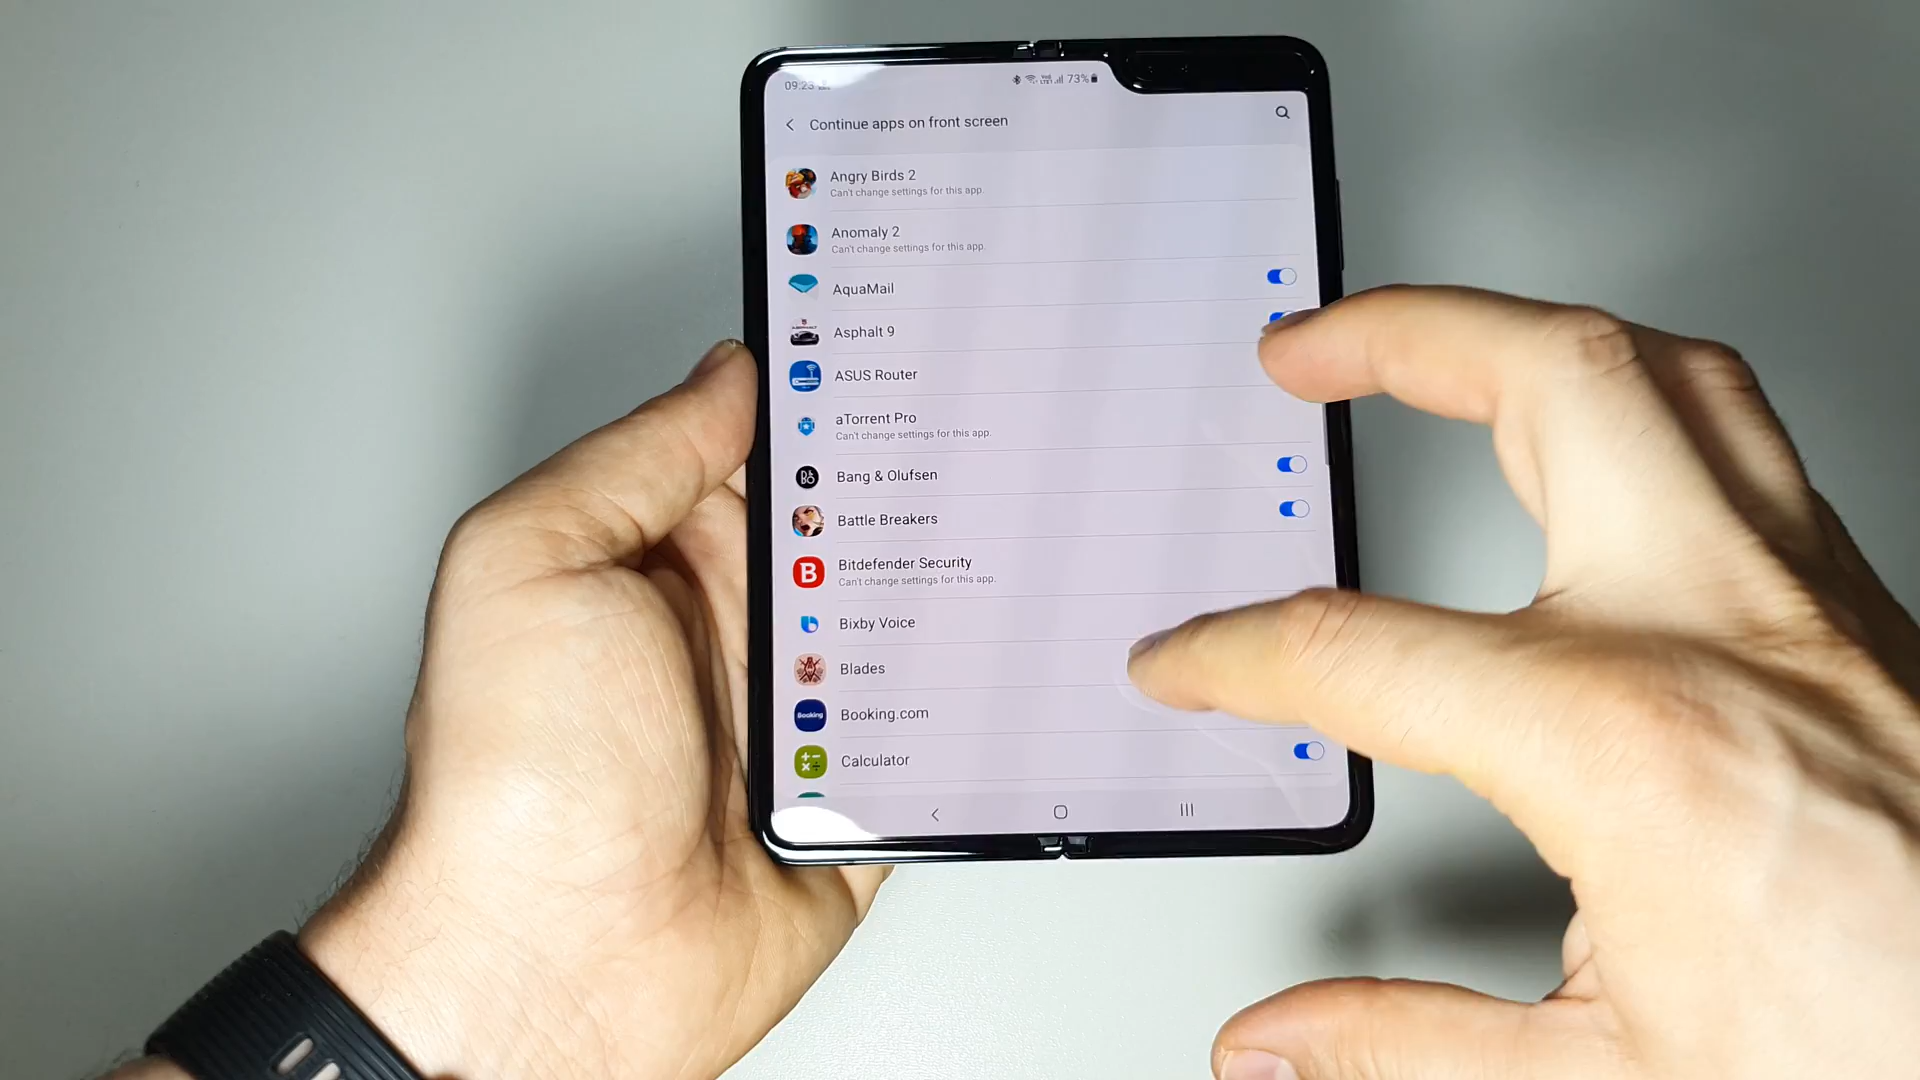 09:23
73%
Continue apps on front screen
Angry Birds 2
Can't change settings for this app.
Anomaly 2
Can't change settings for this app.
AquaMail
Asphalt 9
ASUS Router
aTorrent Pro
Can't change settings for this app.
Bang & Olufsen
Battle Breakers
B
Bitdefender Security
Can't change settings for this app.
Bixby Voice
Blades
Booking
Booking.com
Calculator